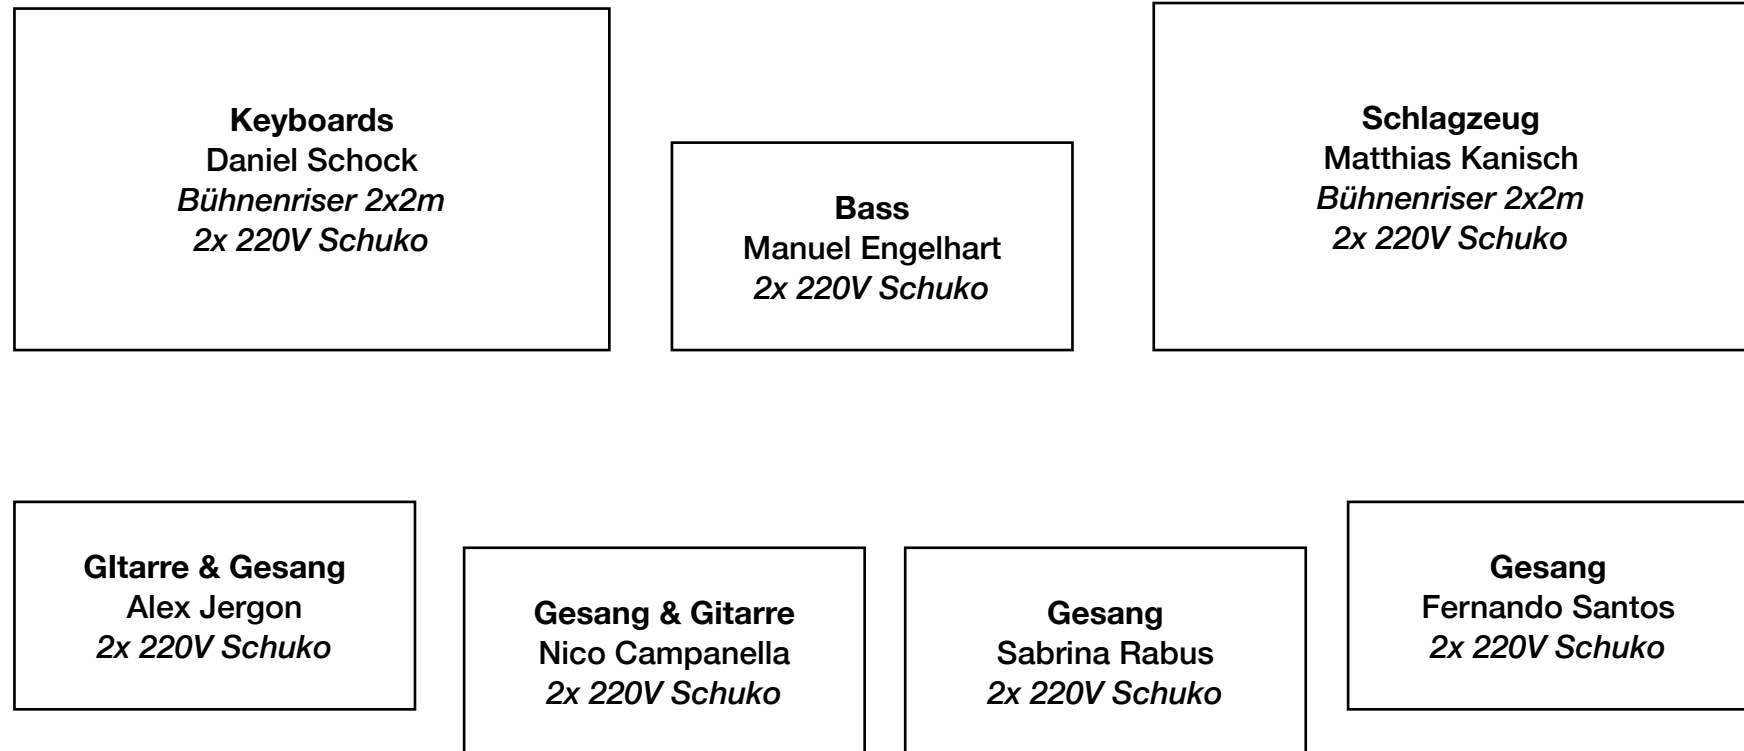 Keyboards
Daniel Schock
Bühnenriser 2x2m
2x 220V Schuko
Bass
Manuel Engelhart
2x 220V Schuko
Schlagzeug
Matthias Kanisch
Bühnenriser 2x2m
2x 220V Schuko
GItarre & Gesang
Alex Jergon
2x 220V Schuko
Gesang & Gitarre
Nico Campanella
2x 220V Schuko
Gesang
Sabrina Rabus
2x 220V Schuko
Gesang
Fernando Santos
2x 220V Schuko